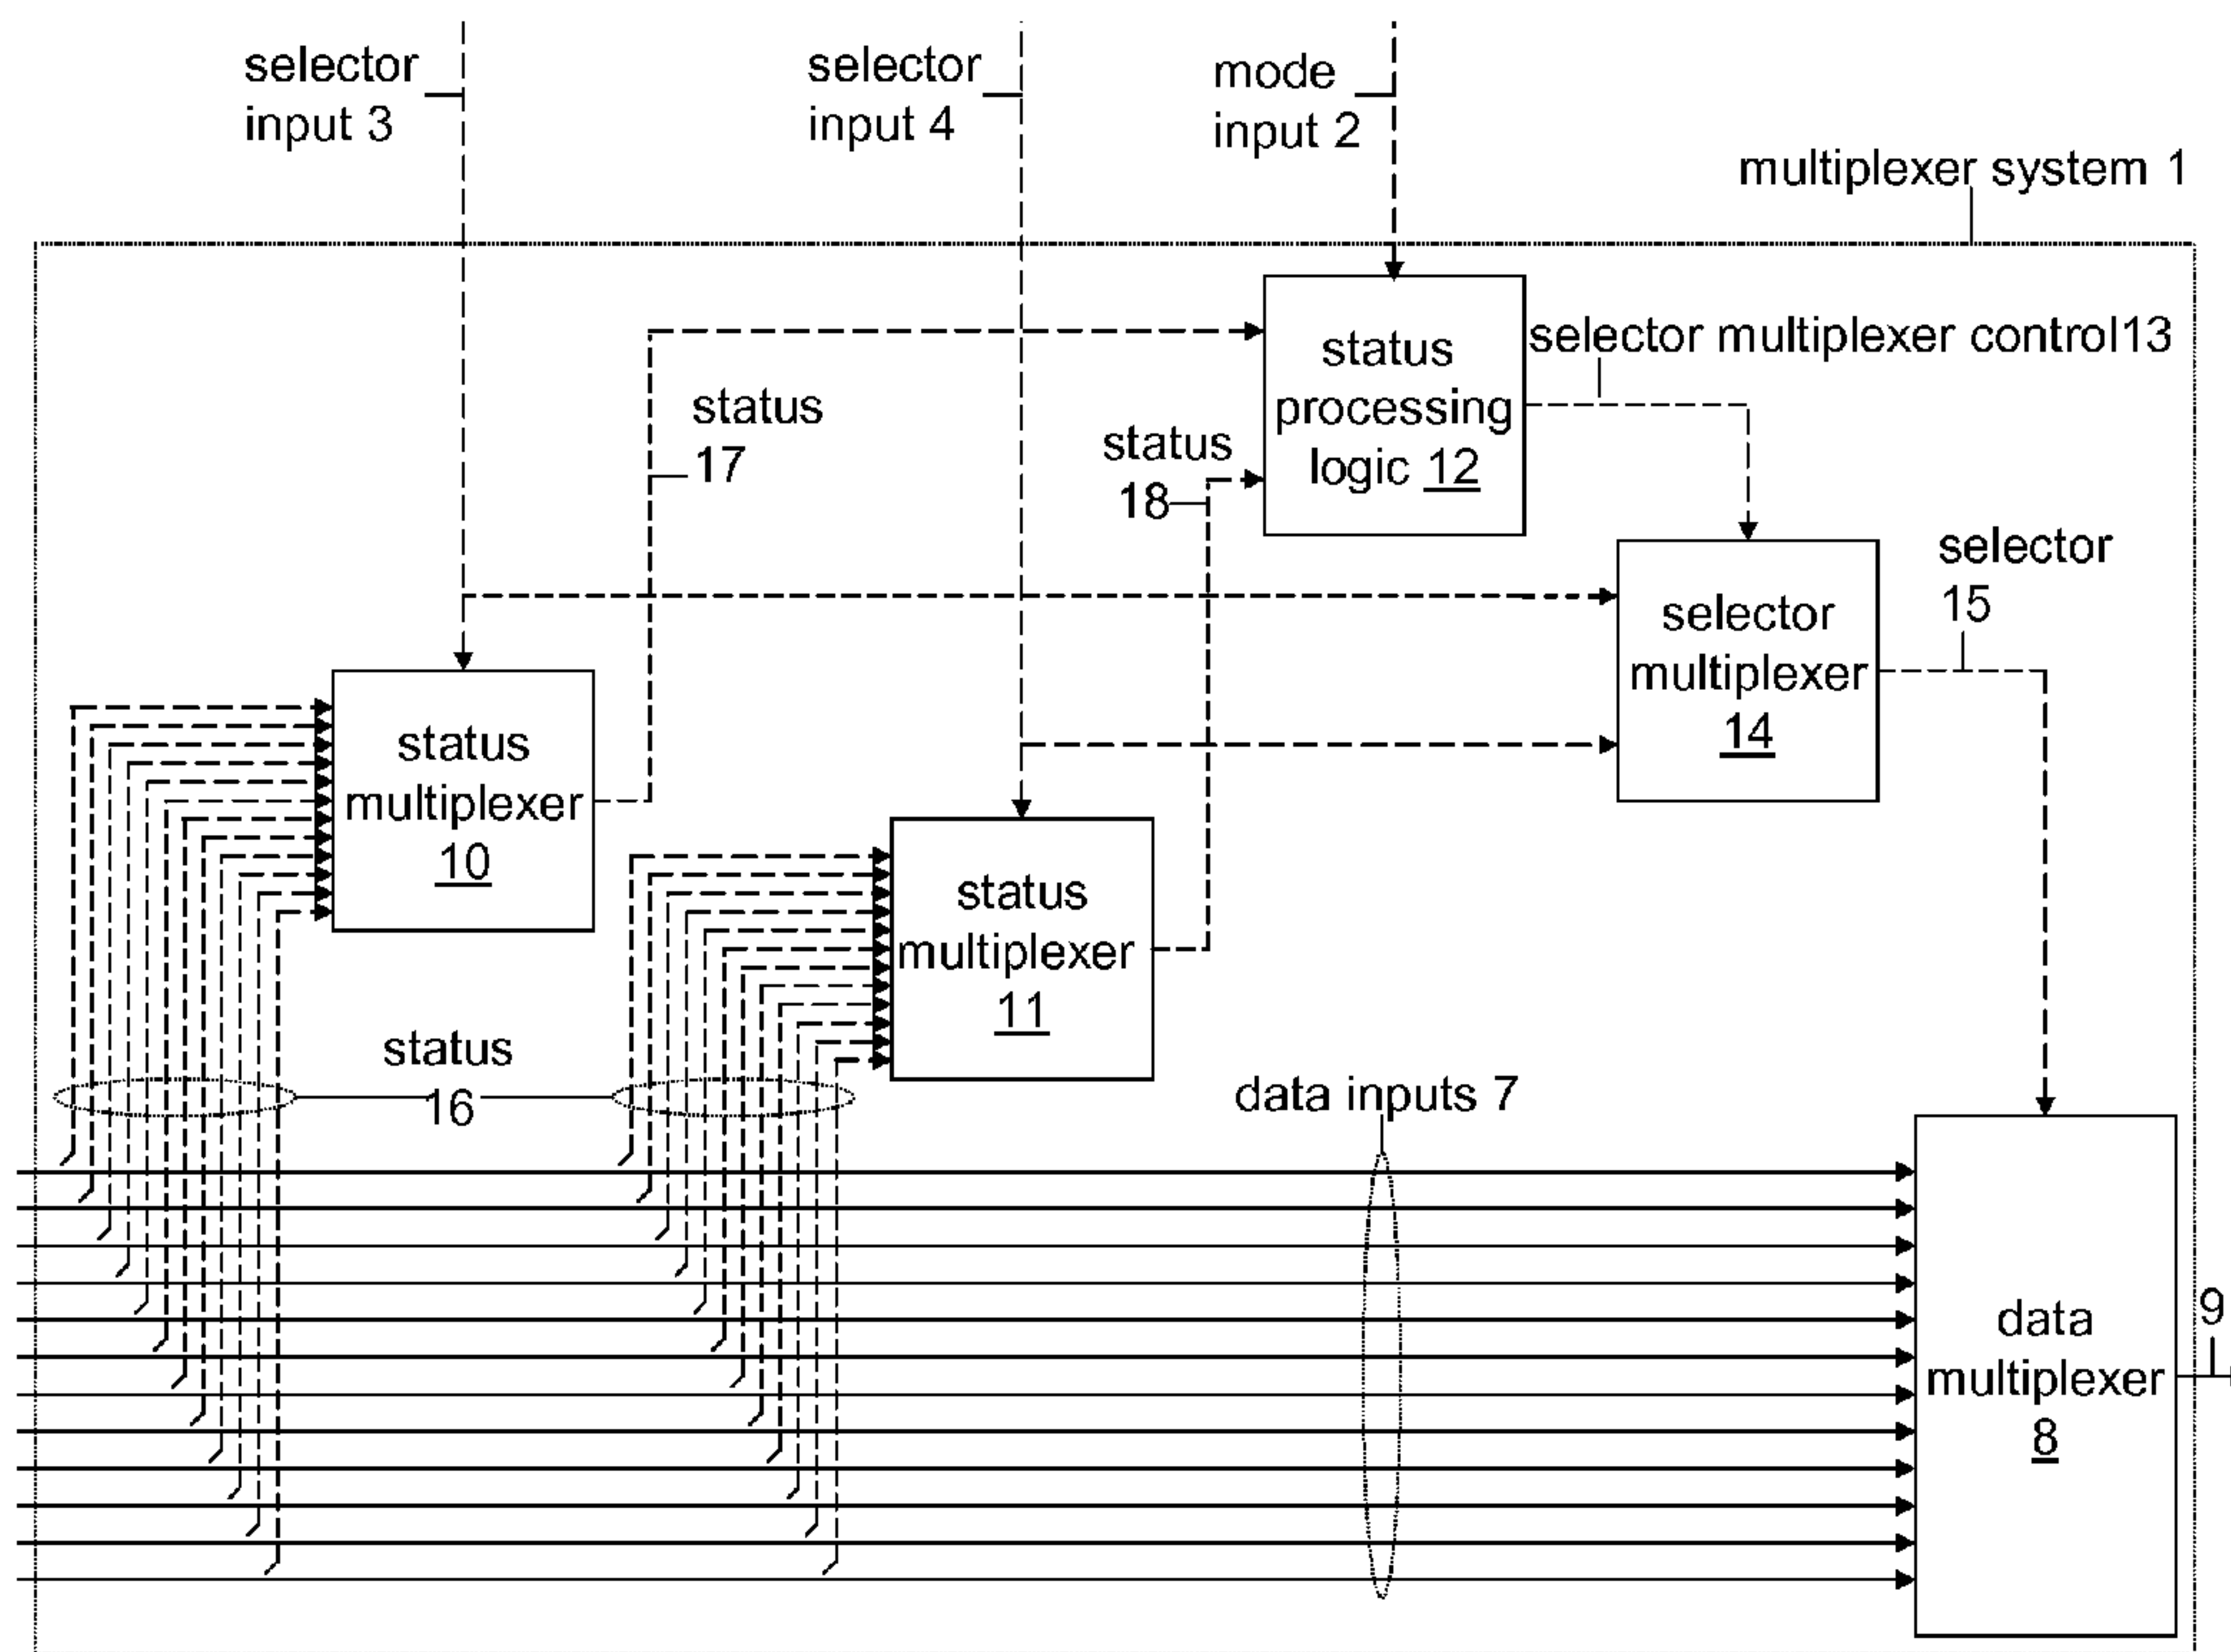 selector
input 3
selector
input 4
mode
input 2
multiplexer system 1
status
processing
logic 12
selector multiplexer control13
status
17
status
18
selector
15
selector
multiplexer
14
status
multiplexer
10
status
multiplexer
11
status
16
data inputs 7
data
multiplexer
8
9